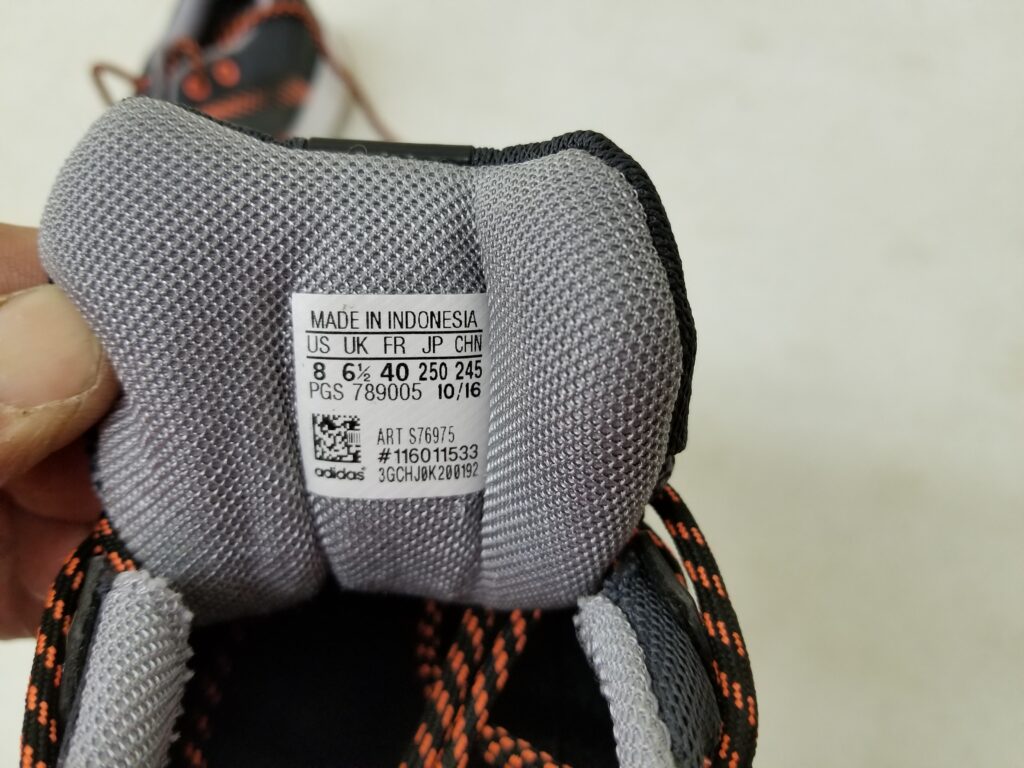 MADE IN INDONESIA
US UK FR JP CHN
8 6½ 40 250 245
PGS 789005 10/16
ART S76975
#116011533
adidas 3GCHJ0K200192